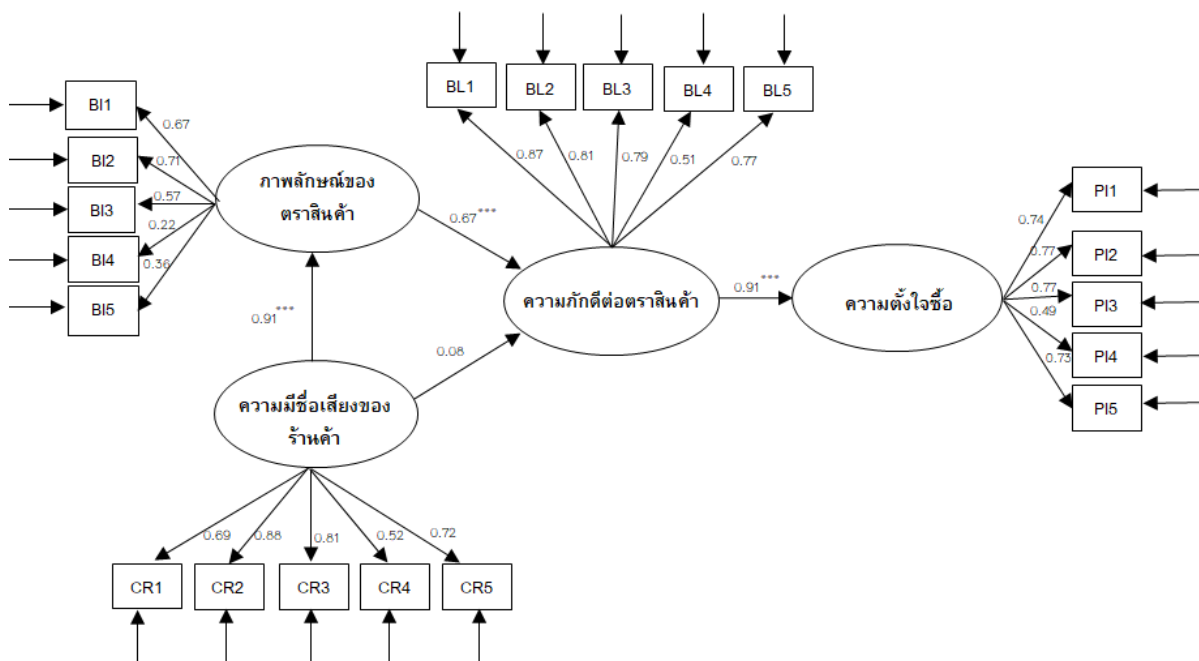 BL1
BL2
BL3
BL4
BL5
0.87
0.81
0.79
0.51
0.77
BI1
BI2
BI3
BI4
BI5
0.67
0.71
0.57
0.22
0.36
ภาพลักษณ์ของ
ตราสินค้า
0.67***
0.91***
ความภักดีต่อตราสินค้า
0.91***
ความตั้งใจซื้อ
0.74
0.77
0.77
0.49
0.73
PI1
PI2
PI3
PI4
PI5
0.08
ความมีชื่อเสียงของ
ร้านค้า
0.69
0.88
0.81
0.52
0.72
CR1
CR2
CR3
CR4
CR5